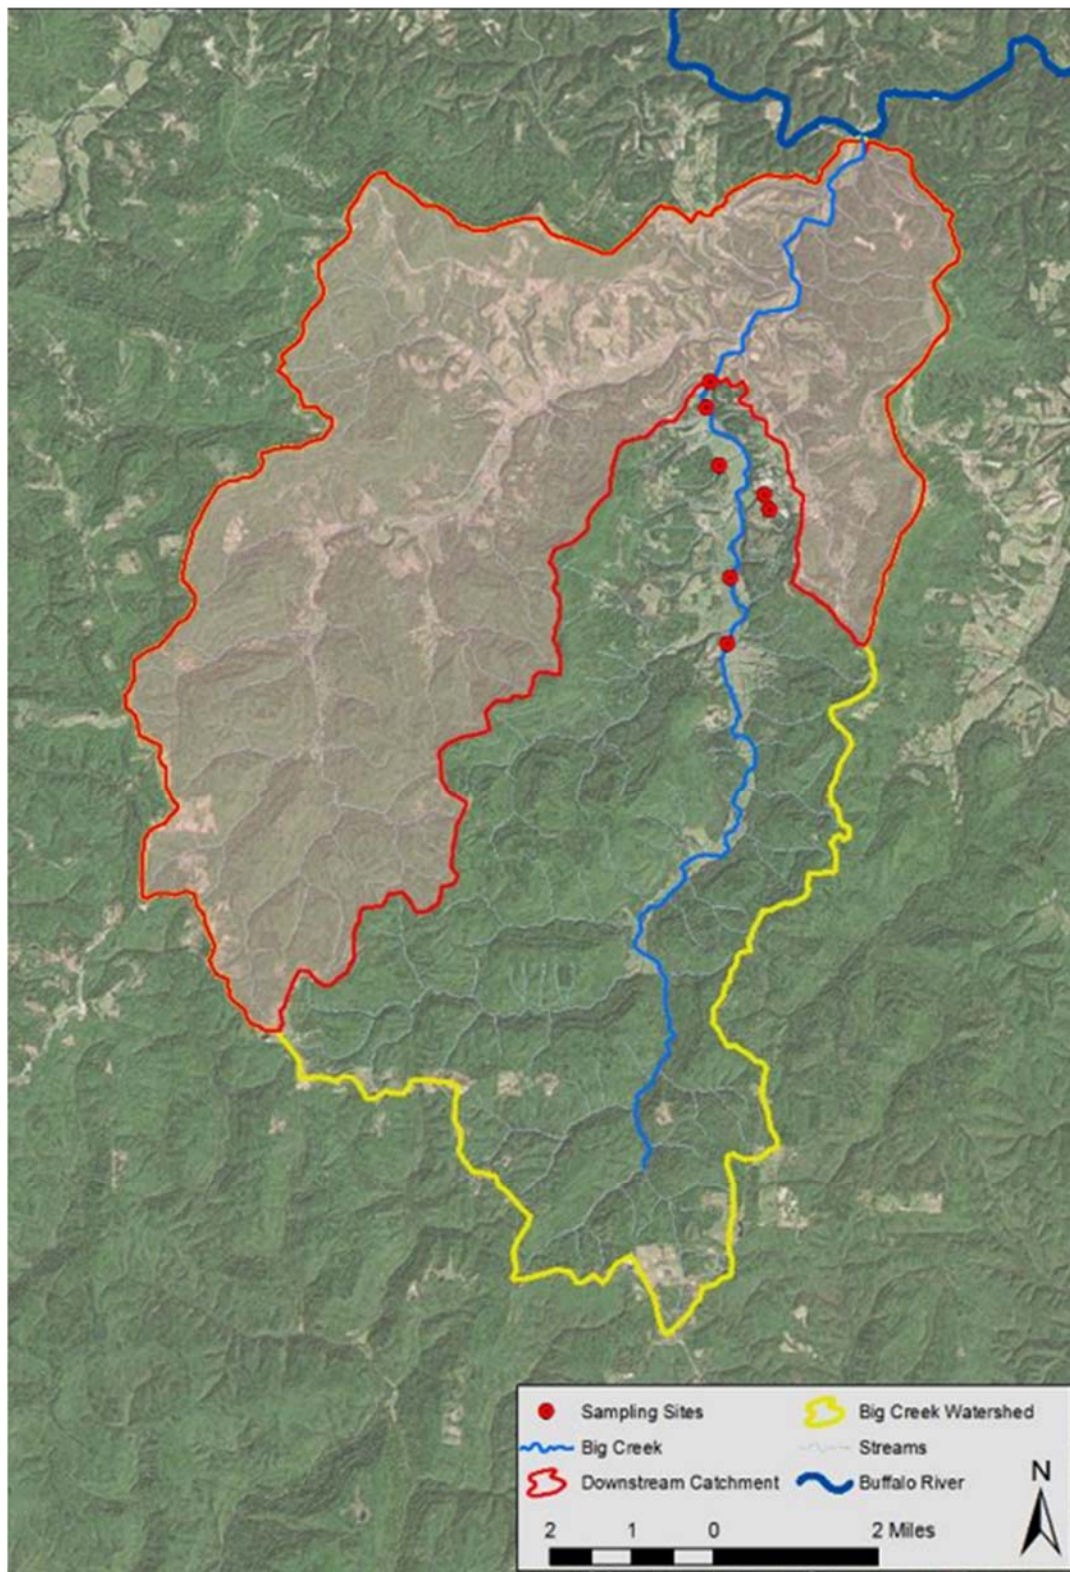 Sampling Sites
Big Creek Watershed
Big Creek
Streams
Downstream Catchment
Buffalo River
N
2 1 0 2 Miles